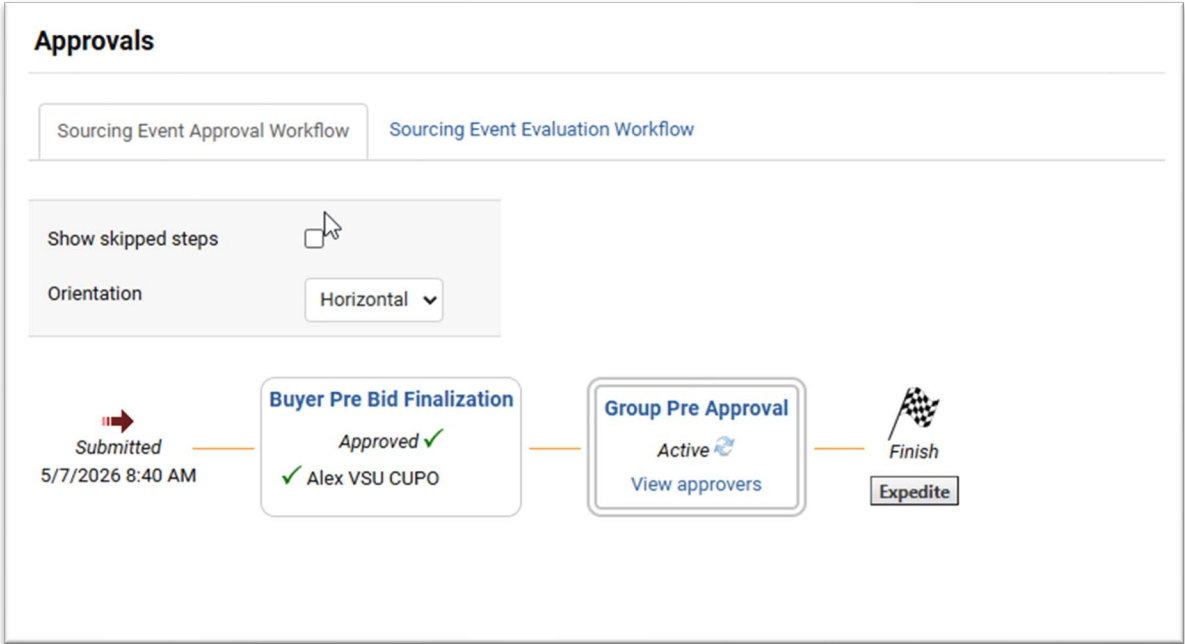 Approvals
Sourcing Event Approval Workflow
Sourcing Event Evaluation Workflow
Show skipped steps
Orientation
Horizontal
Submitted
5/7/2026 8:40 AM
Buyer Pre Bid Finalization
Approved
Alex VSU CUPO
Group Pre Approval
Active
View approvers
Finish
Expedite